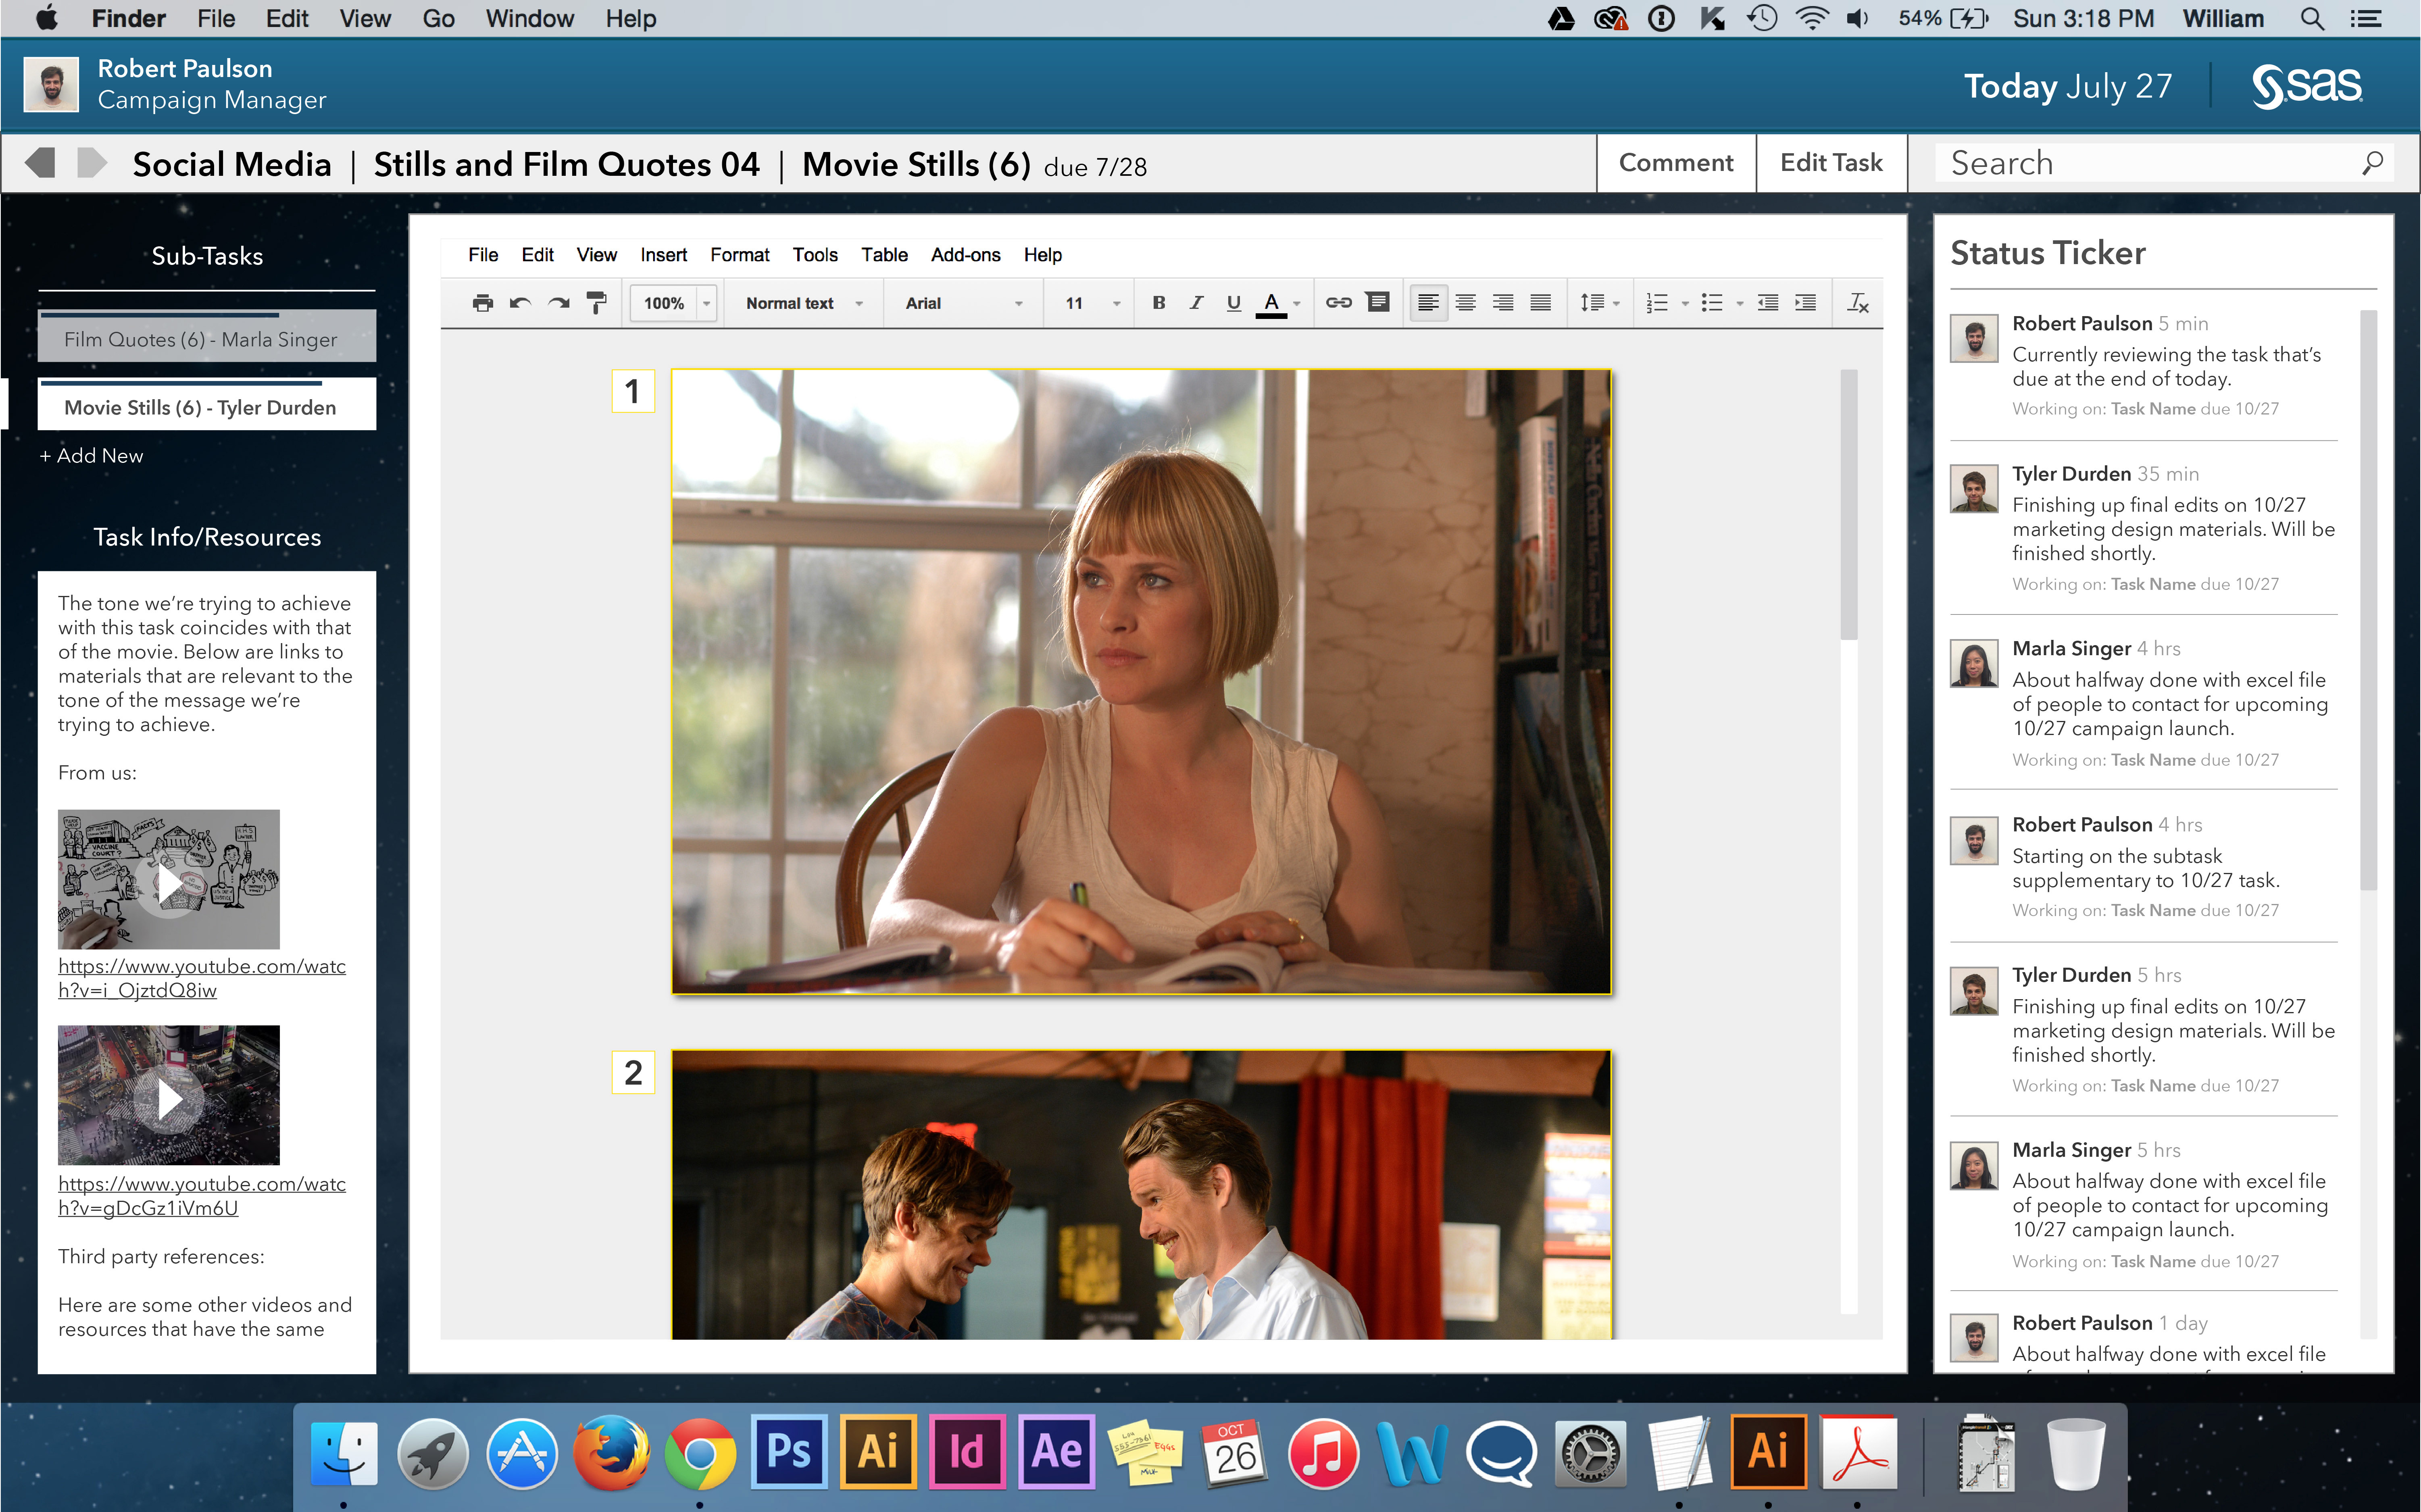 Finder File Edit View Go Window Help
54% Sun 3:18 PM William
Robert Paulson
Campaign Manager
Today July 27
sas
Social Media | Stills and Film Quotes 04 | Movie Stills (6) due 7/28
Comment
Edit Task
Search
Sub-Tasks
Film Quotes (6) - Marla Singer
Movie Stills (6) - Tyler Durden
+ Add New
Task Info/Resources
The tone we’re trying to achieve
with this task coincides with that
of the movie. Below are links to
materials that are relevant to the
tone of the message we’re
trying to achieve.
From us:
VACCINE
COURT?
FACTS
https://www.youtube.com/watc
h?v=i_OjztdQ8iw
https://www.youtube.com/watc
h?v=gDcGz1iVm6U
Third party references:
Here are some other videos and
resources that have the same
File Edit View Insert Format Tools Table Add-ons Help
100% Normal text Arial 11 B I U A
1
2
Status Ticker
Robert Paulson 5 min
Currently reviewing the task that’s
due at the end of today.
Working on: Task Name due 10/27
Tyler Durden 35 min
Finishing up final edits on 10/27
marketing design materials. Will be
finished shortly.
Working on: Task Name due 10/27
Marla Singer 4 hrs
About halfway done with excel file
of people to contact for upcoming
10/27 campaign launch.
Working on: Task Name due 10/27
Robert Paulson 4 hrs
Starting on the subtask
supplementary to 10/27 task.
Working on: Task Name due 10/27
Tyler Durden 5 hrs
Finishing up final edits on 10/27
marketing design materials. Will be
finished shortly.
Working on: Task Name due 10/27
Marla Singer 5 hrs
About halfway done with excel file
of people to contact for upcoming
10/27 campaign launch.
Working on: Task Name due 10/27
Robert Paulson 1 day
About halfway done with excel file
Ps
Ai
Id
Ae
EGGS
MILK
OCT
26
W
Ai